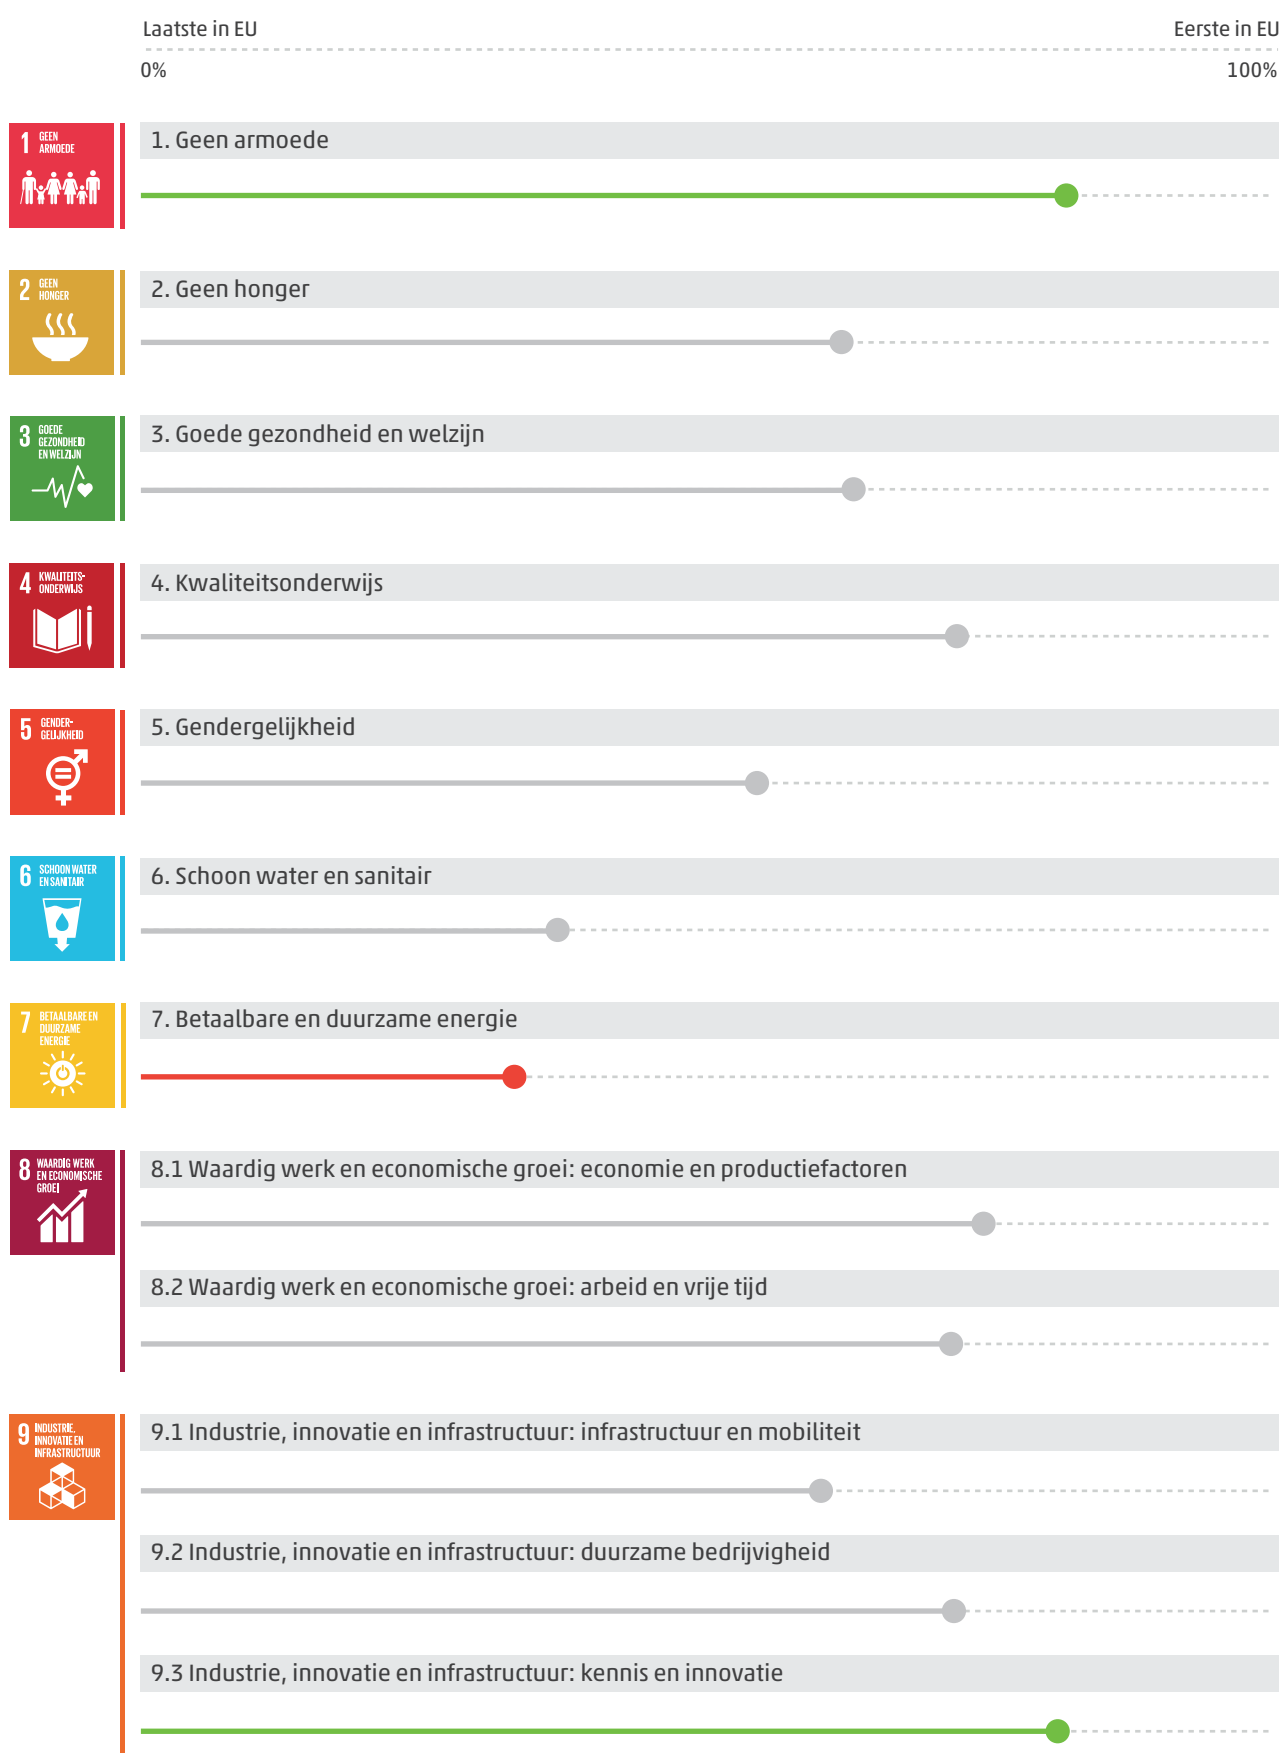 Laatste in EU
Eerste in EU
0%
100%
1 GEEN
ARMOEDE
1. Geen armoede
2 GEEN
HONGER
2. Geen honger
3 GOEDE
GEZONDHEID
EN WELZIJN
3. Goede gezondheid en welzijn
4 KWALITEITS-
ONDERWIJS
4. Kwaliteitsonderwijs
5 GENDER-
GELIJKHEID
5. Gendergelijkheid
6 SCHOON WATER
EN SANITAIR
6. Schoon water en sanitair
7 BETAALBARE EN
DUURZAME
ENERGIE
7. Betaalbare en duurzame energie
8 WAARDIG WERK
EN ECONOMISCHE
GROEI
8.1 Waardig werk en economische groei: economie en productiefactoren
8.2 Waardig werk en economische groei: arbeid en vrije tijd
9 INDUSTRIE,
INNOVATIE EN
INFRASTRUCTUUR
9.1 Industrie, innovatie en infrastructuur: infrastructuur en mobiliteit
9.2 Industrie, innovatie en infrastructuur: duurzame bedrijvigheid
9.3 Industrie, innovatie en infrastructuur: kennis en innovatie